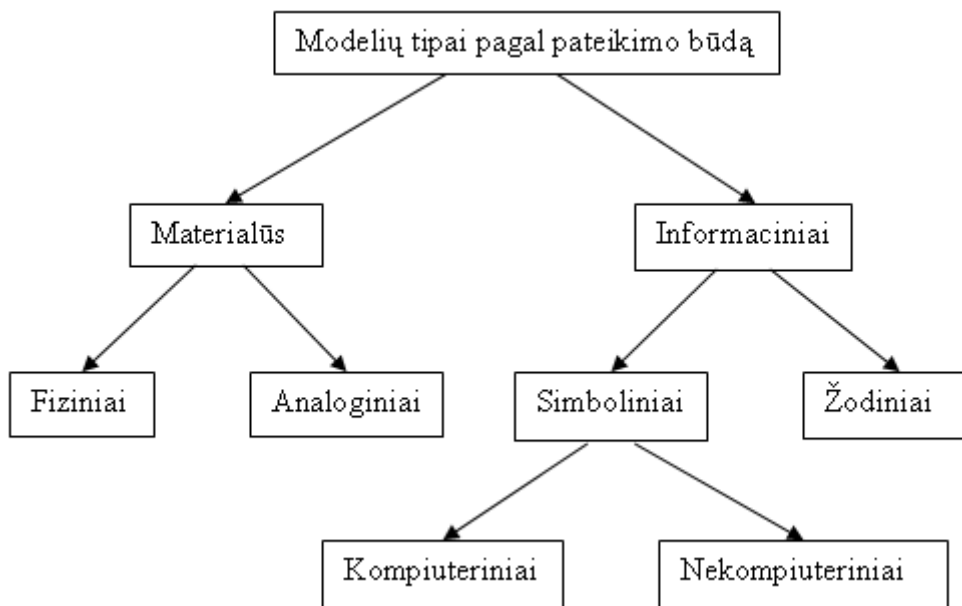 Modelių tipai pagal pateikimo būdą
Materialūs
Informaciniai
Fiziniai
Analoginiai
Simboliniai
Žodiniai
Kompiuteriniai
Nekompiuteriniai